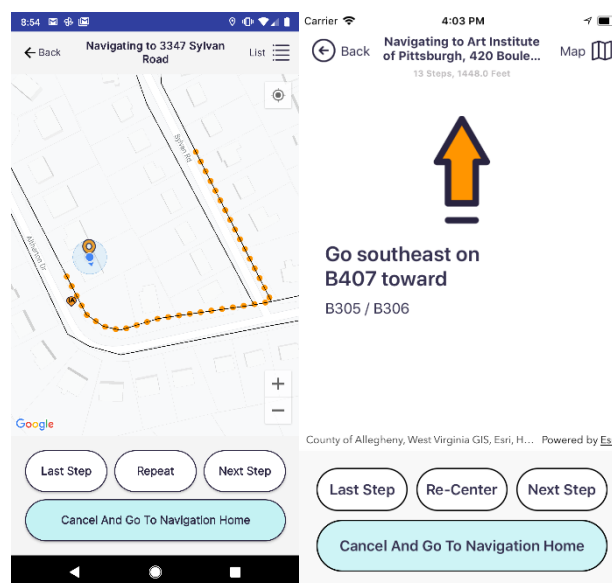 8:54
Back
Navigating to 3347 Sylvan
Road
List
Sylvan Rd
Altharon Dr
+
−
Google
Last Step
Repeat
Next Step
Cancel And Go To Navigation Home
Carrier
4:03 PM
Back
Navigating to Art Institute
of Pittsburgh, 420 Boule...
Map
13 Steps, 1448.0 Feet
Go southeast on
B407 toward
B305 / B306
County of Allegheny, West Virginia GIS, Esri, H... Powered by Es
Last Step
Re-Center
Next Step
Cancel And Go To Navigation Home